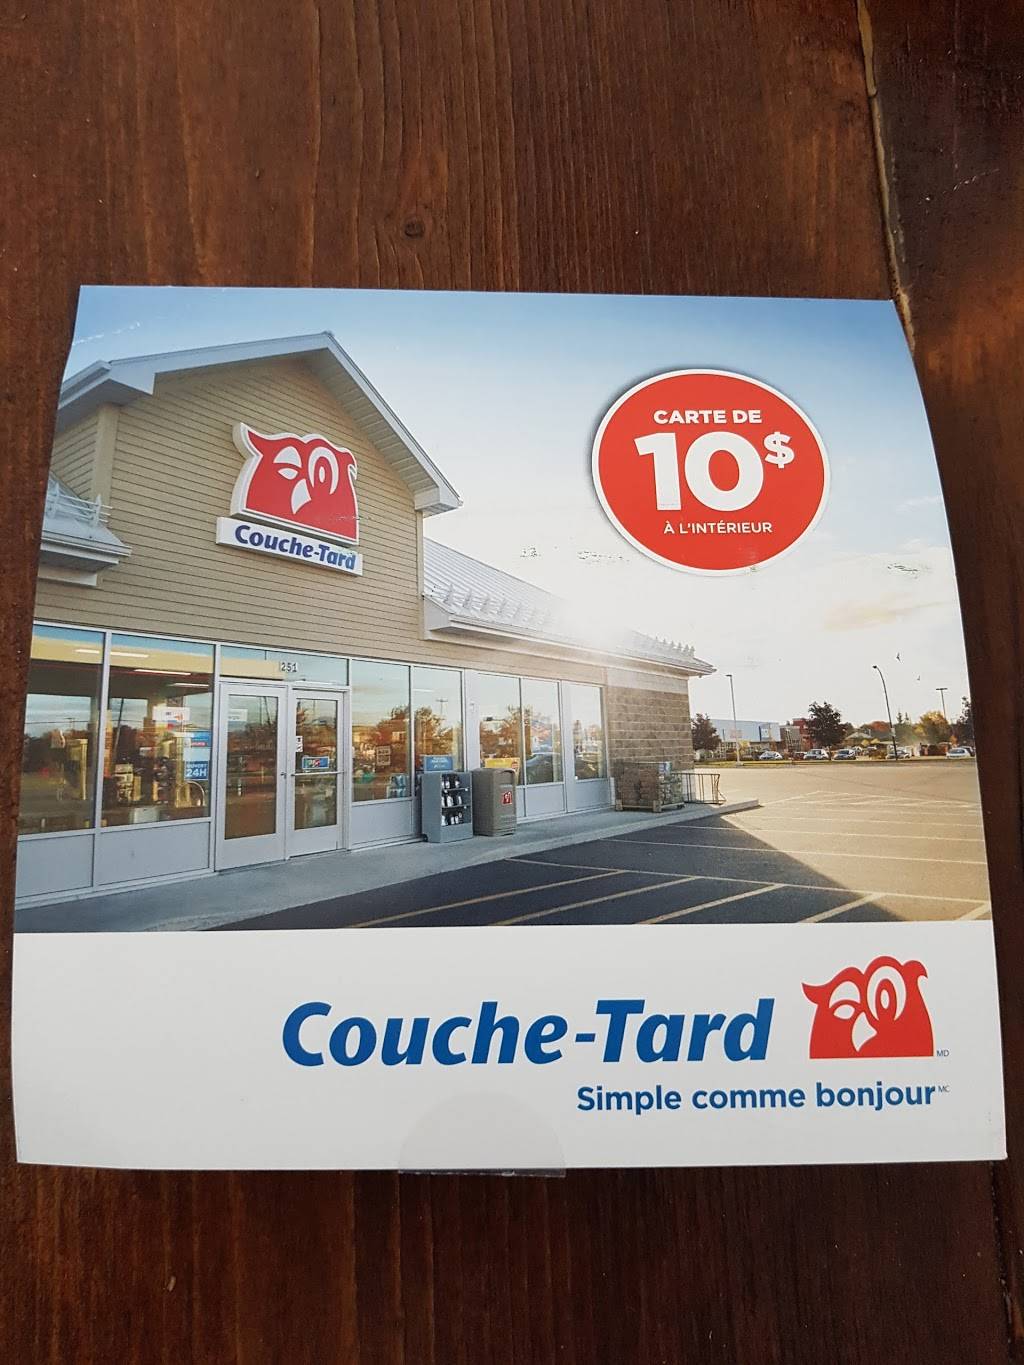 CARTE DE
10$
À L'INTÉRIEUR
Couche-Tard
251
24H
Couche-Tard
MD
Simple comme bonjour MC